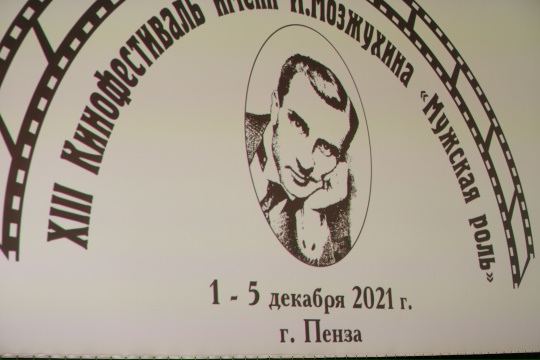 XIII Кинофестиваль имени И.Мозжухина «Мужская роль»
1 - 5 декабря 2021 г.
г. Пенза